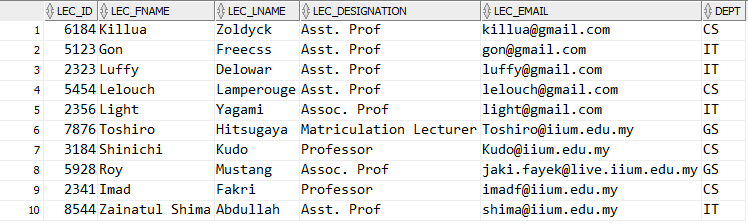 LEC_ID LEC_FNAME LEC_LNAME LEC_DESIGNATION LEC_EMAIL DEPT
1 6184 Killua Zoldyck Asst. Prof killua@gmail.com CS
2 5123 Gon Freecss Asst. Prof gon@gmail.com IT
3 2323 Luffy Delowar Asst. Prof luffy@gmail.com IT
4 5454 Lelouch Lamperouge Asst. Prof lelouch@gmail.com CS
5 2356 Light Yagami Assoc. Prof light@gmail.com IT
6 7876 Toshiro Hitsugaya Matriculation Lecturer Toshiro@iium.edu.my GS
7 3184 Shinichi Kudo Professor Kudo@iium.edu.my CS
8 5928 Roy Mustang Assoc. Prof jaki.fayek@live.iium.edu.my GS
9 2341 Imad Fakri Professor imadf@iium.edu.my CS
10 8544 Zainatul Shima Abdullah Asst. Prof shima@iium.edu.my IT